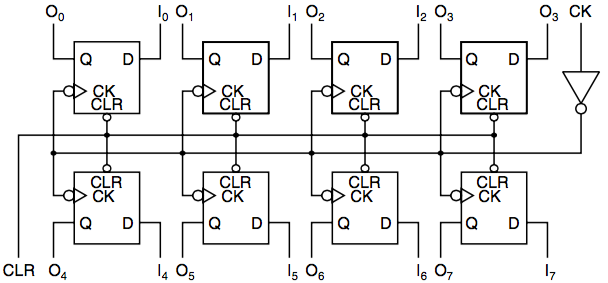 O0 I0 O1 I1 O2 I2 O3 O3 CK
Q D Q D Q D Q D
CK CK CK CK
CLR CLR CLR CLR
CLR CLR CLR CLR
CK CK CK CK
Q D Q D Q D Q D
CLR O4 I4 O5 I5 O6 I6 O7 I7